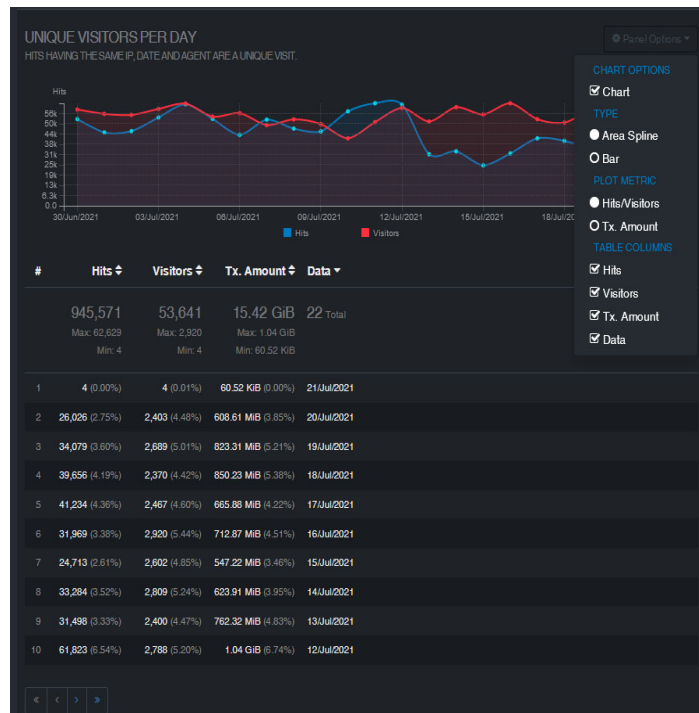 UNIQUE VISITORS PER DAY
HITS HAVING THE SAME IP, DATE AND AGENT ARE A UNIQUE VISIT.
Panel Options
CHART OPTIONS
Chart
TYPE
Area Spline
Bar
PLOT METRIC
Hits/Visitors
Tx. Amount
TABLE COLUMNS
Hits
Visitors
Tx. Amount
Data
Hits
56k
50k
44k
38k
31k
25k
19k
13k
6.3k
0.0
30/Jun/2021 03/Jul/2021 06/Jul/2021 09/Jul/2021 12/Jul/2021 15/Jul/2021 18/Jul/20
Hits Visitors
# Hits Visitors Tx. Amount Data
945,571 53,641 15.42 GiB 22 Total
Max: 62,629 Max: 2,920 Max: 1.04 GiB
Min: 4 Min: 4 Min: 60.52 KiB
1 4 (0.00%) 4 (0.01%) 60.52 KiB (0.00%) 21/Jul/2021
2 26,026 (2.75%) 2,403 (4.48%) 608.61 MiB (3.85%) 20/Jul/2021
3 34,079 (3.60%) 2,689 (5.01%) 823.31 MiB (5.21%) 19/Jul/2021
4 39,656 (4.19%) 2,370 (4.42%) 850.23 MiB (5.38%) 18/Jul/2021
5 41,234 (4.36%) 2,467 (4.60%) 665.88 MiB (4.22%) 17/Jul/2021
6 31,969 (3.38%) 2,920 (5.44%) 712.87 MiB (4.51%) 16/Jul/2021
7 24,713 (2.61%) 2,602 (4.85%) 547.22 MiB (3.46%) 15/Jul/2021
8 33,284 (3.52%) 2,809 (5.24%) 623.91 MiB (3.95%) 14/Jul/2021
9 31,498 (3.33%) 2,400 (4.47%) 762.32 MiB (4.83%) 13/Jul/2021
10 61,823 (6.54%) 2,788 (5.20%) 1.04 GiB (6.74%) 12/Jul/2021
« ‹ › »